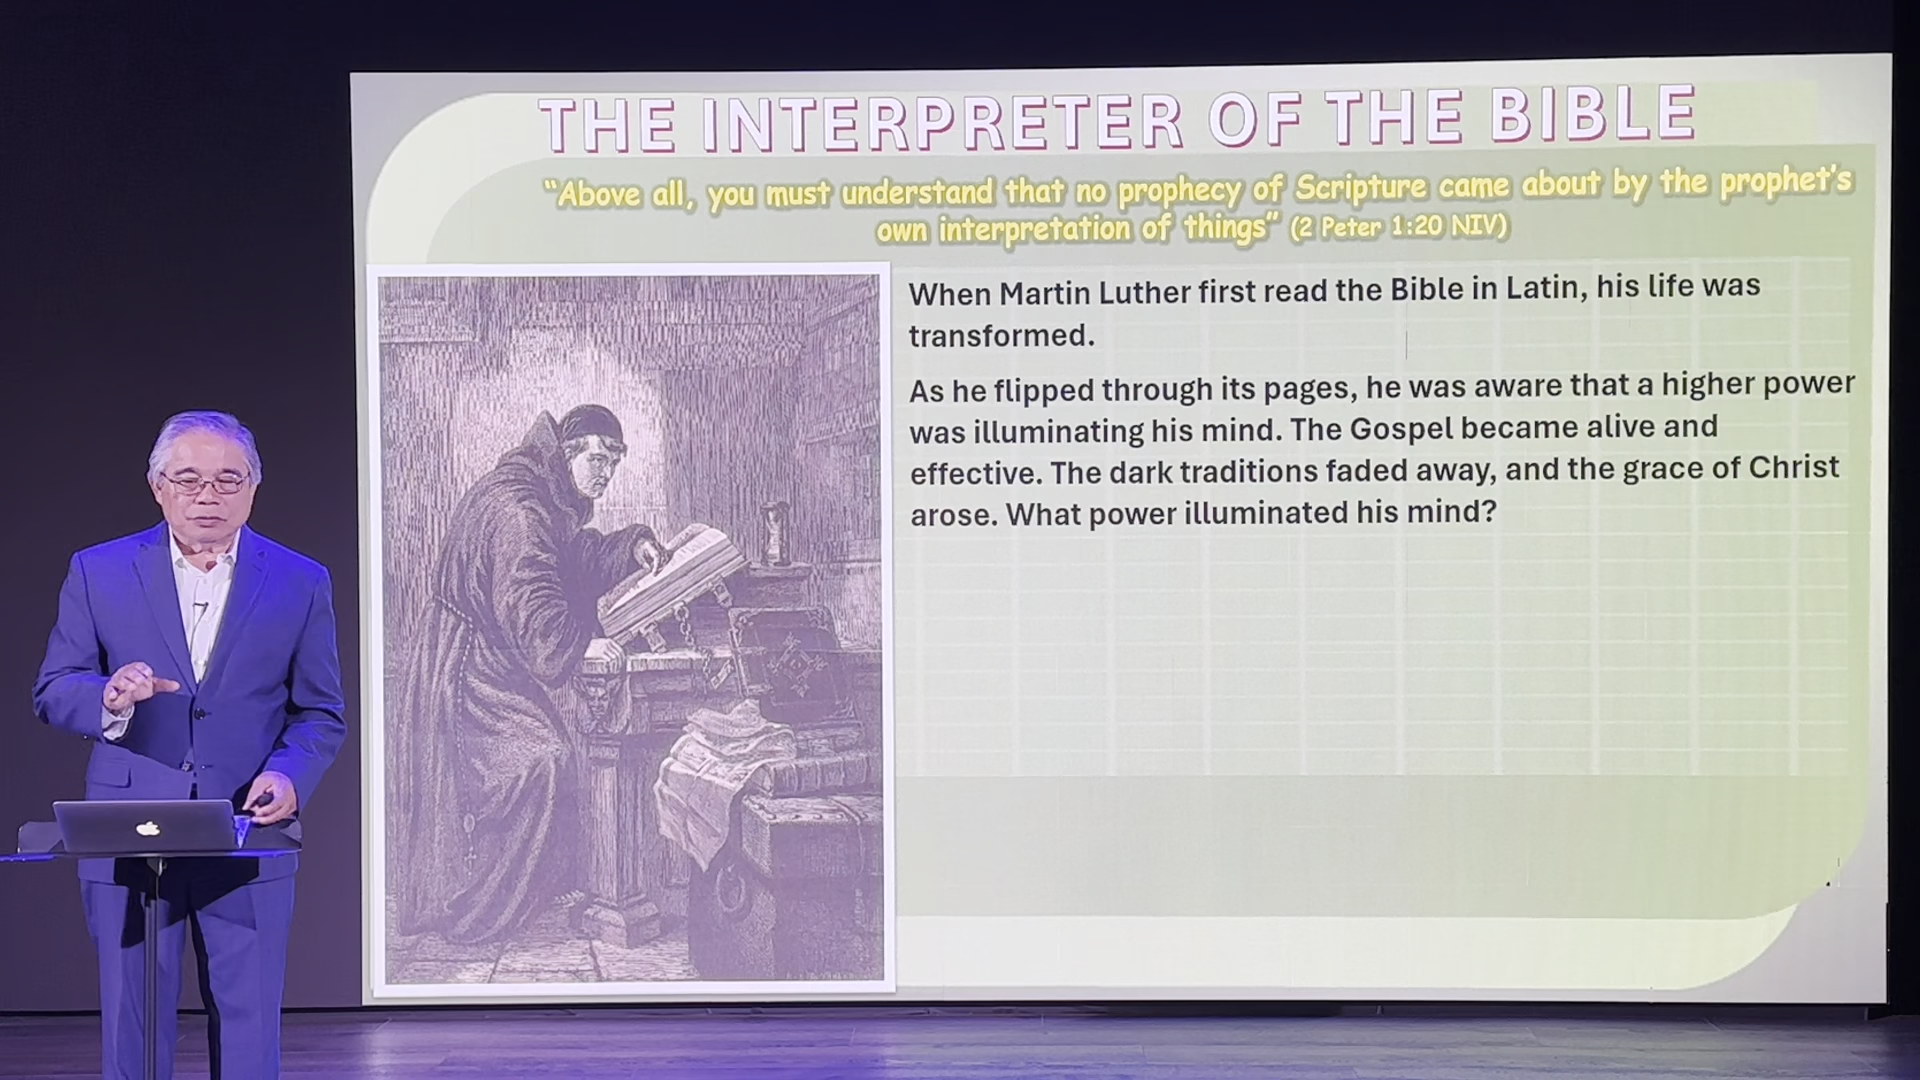 THE INTERPRETER OF THE BIBLE
“Above all, you must understand that no prophecy of Scripture came about by the prophet’s
own interpretation of things” (2 Peter 1:20 NIV)
When Martin Luther first read the Bible in Latin, his life was
transformed.
As he flipped through its pages, he was aware that a higher power
was illuminating his mind. The Gospel became alive and
effective. The dark traditions faded away, and the grace of Christ
arose. What power illuminated his mind?